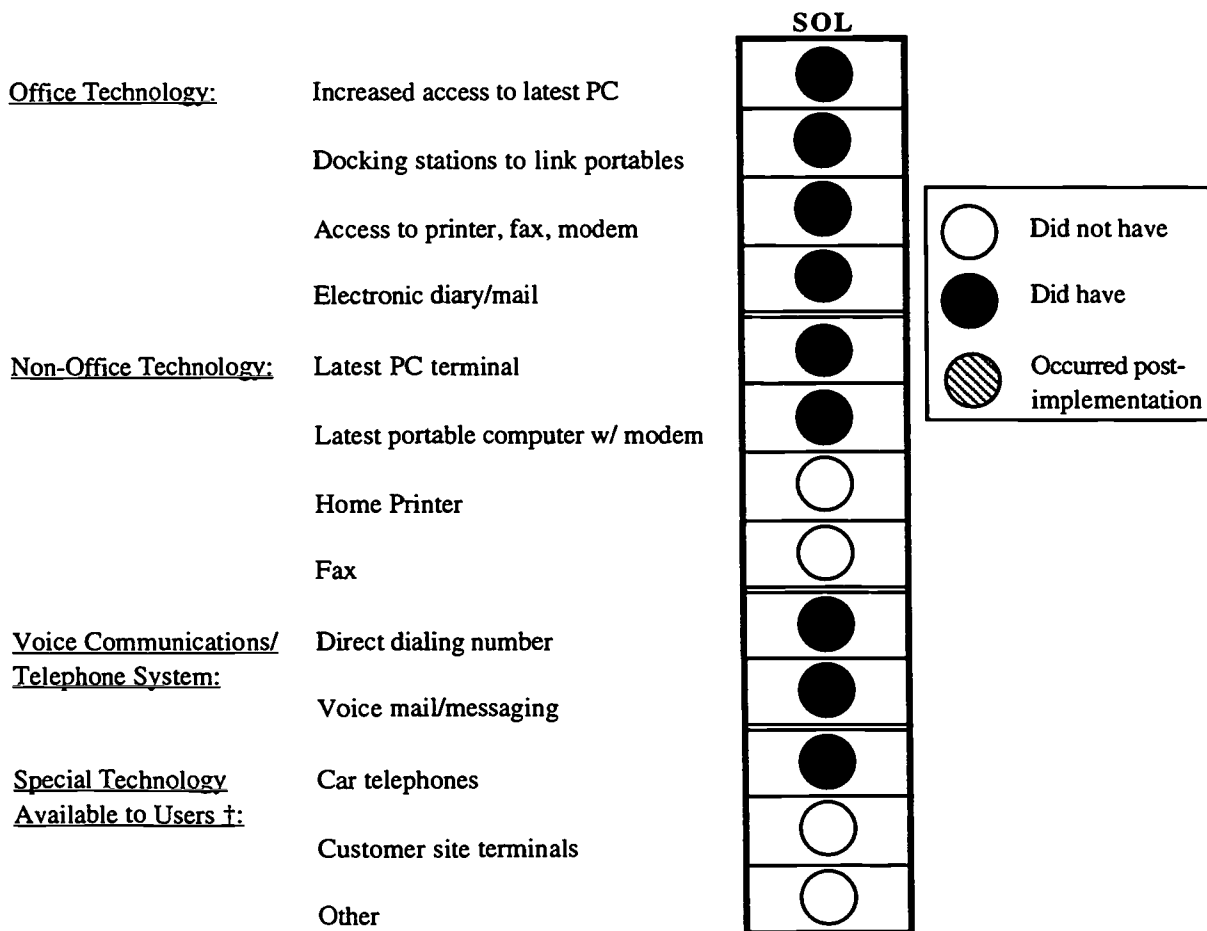 SOL
Office Technology: Increased access to latest PC
Docking stations to link portables
Access to printer, fax, modem
Electronic diary/mail
Non-Office Technology: Latest PC terminal
Latest portable computer w/ modem
Home Printer
Fax
Voice Communications/ Direct dialing number
Telephone System:
Voice mail/messaging
Special Technology Car telephones
Available to Users †:
Customer site terminals
Other
Did not have
Did have
Occurred post-
implementation